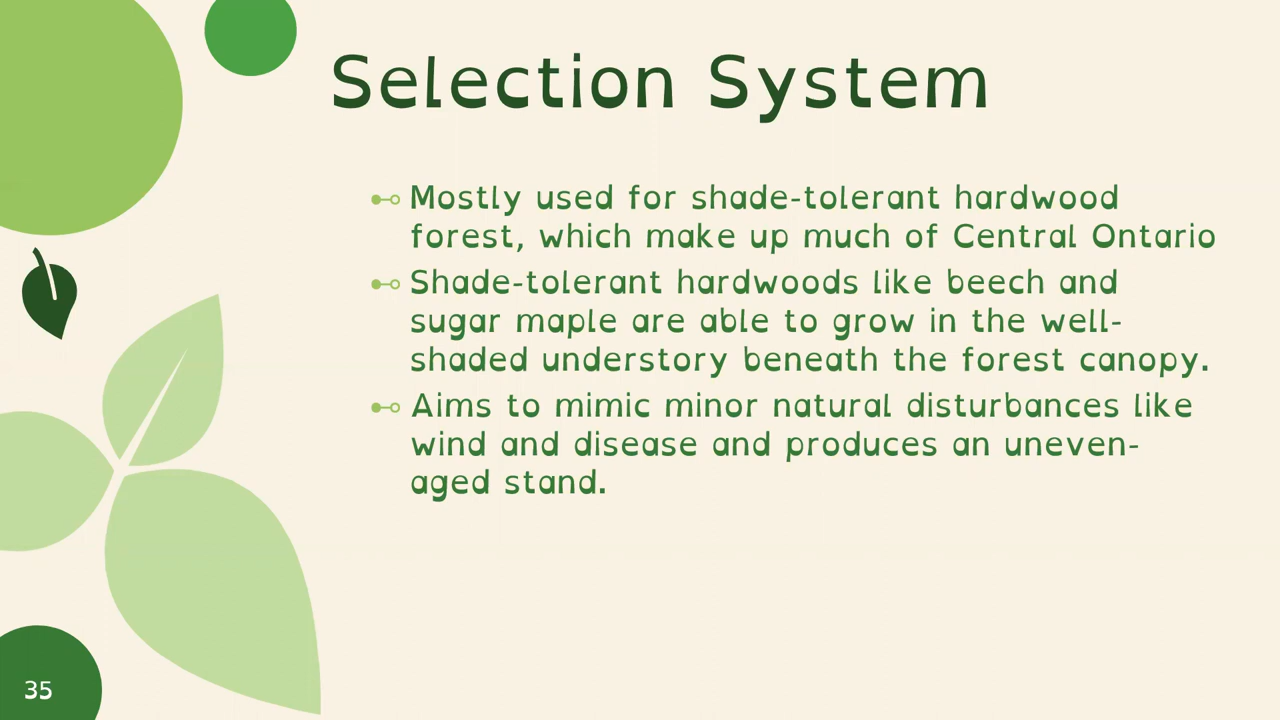 Selection System
Mostly used for shade-tolerant hardwood
forest, which make up much of Central Ontario
Shade-tolerant hardwoods like beech and
sugar maple are able to grow in the well-
shaded understory beneath the forest canopy.
Aims to mimic minor natural disturbances like
wind and disease and produces an uneven-
aged stand.
35